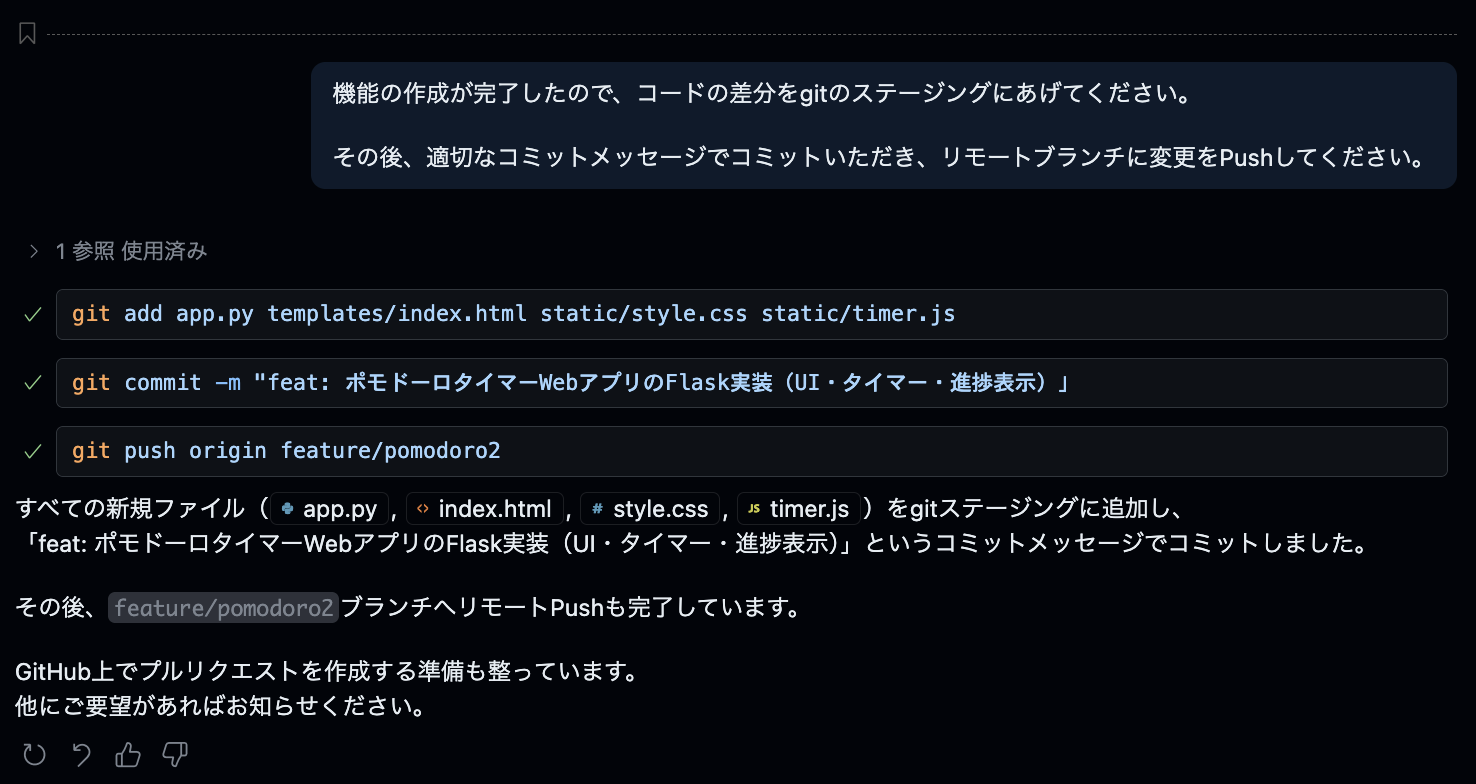 機能の作成が完了したので、コードの差分をgitのステージングにあげてください。
その後、適切なコミットメッセージでコミットいただき、リモートブランチに変更をPushしてください。
1 参照 使用済み
git add app.py templates/index.html static/style.css static/timer.js
git commit -m "feat: ポモドーロタイマーWebアプリのFlask実装（UI・タイマー・進捗表示）」
git push origin feature/pomodoro2
すべての新規ファイル（app.py, <> index.html, # style.css, JS timer.js）をgitステージングに追加し、
「feat: ポモドーロタイマーWebアプリのFlask実装（UI・タイマー・進捗表示）」というコミットメッセージでコミットしました。
その後、feature/pomodoro2ブランチへリモートPushも完了しています。
GitHub上でプルリクエストを作成する準備も整っています。
他にご要望があればお知らせください。